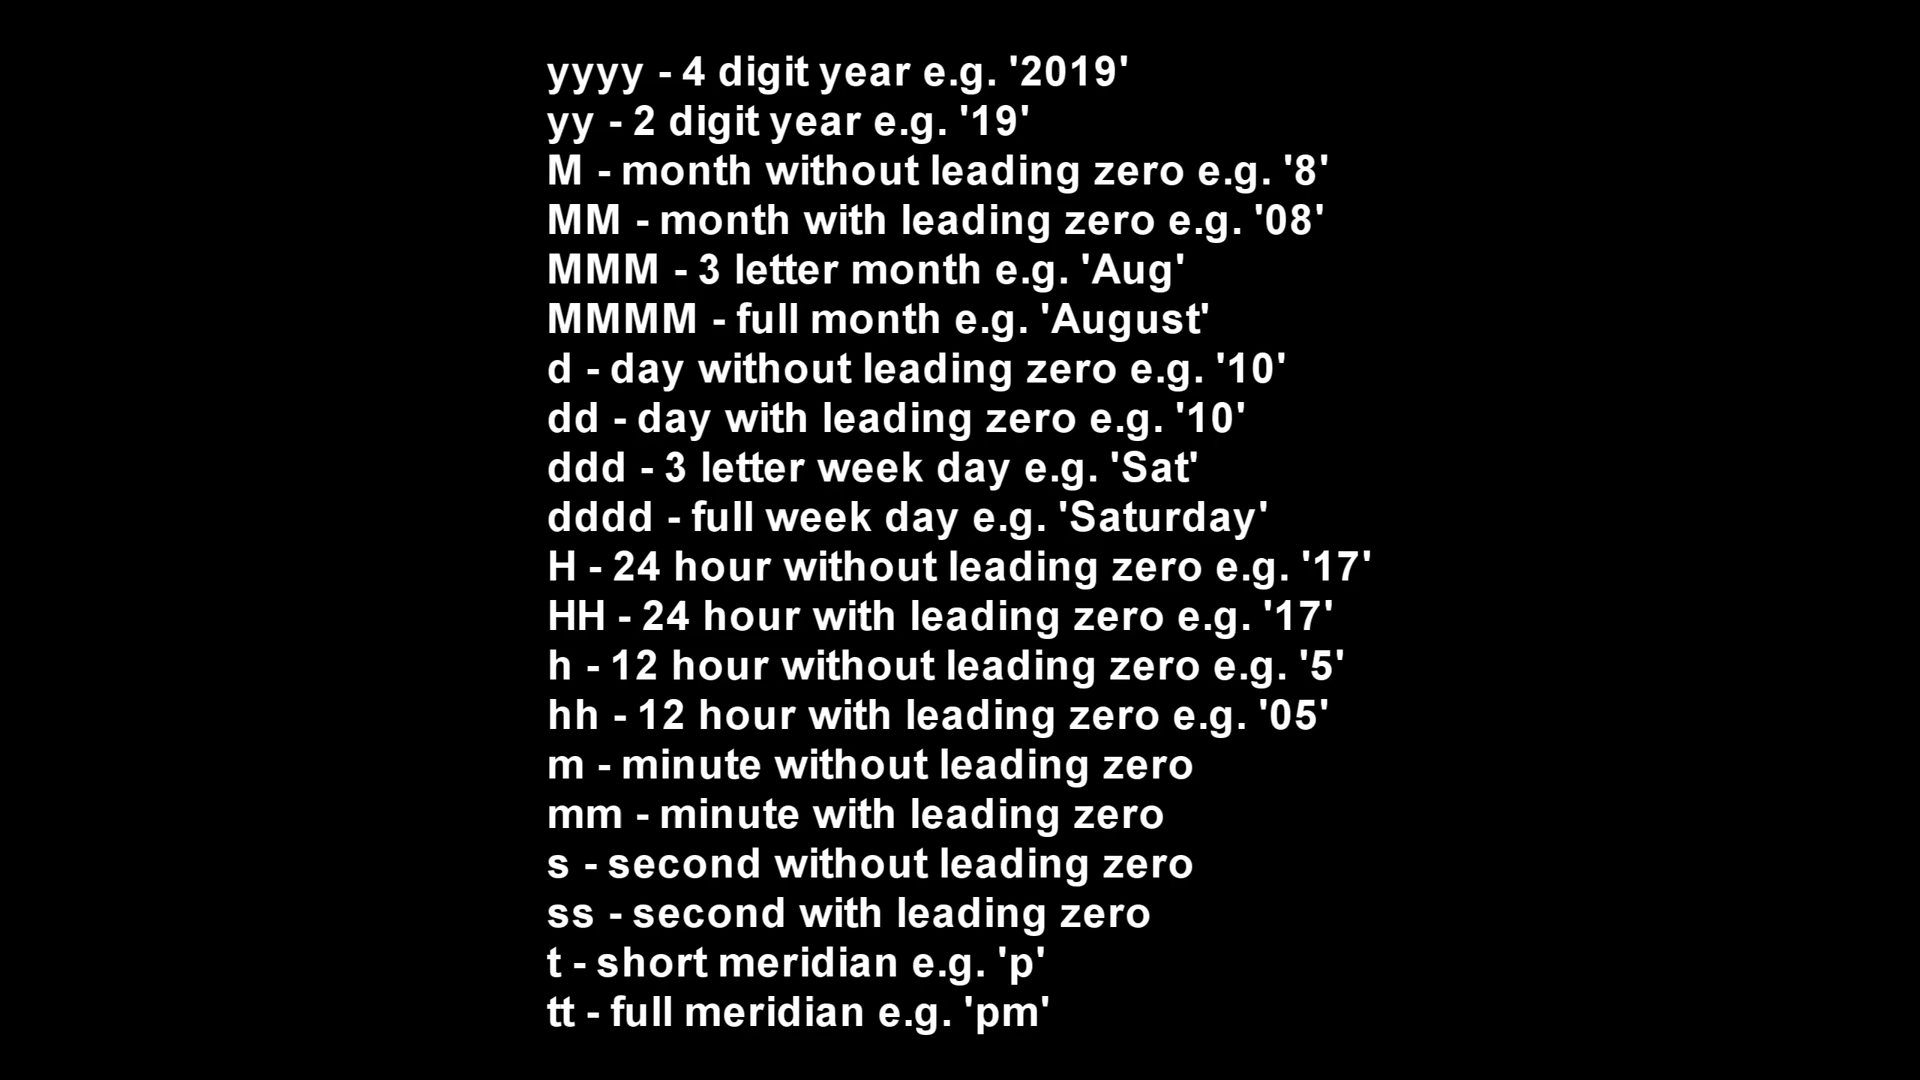 yyyy - 4 digit year e.g. '2019'
yy - 2 digit year e.g. '19'
M - month without leading zero e.g. '8'
MM - month with leading zero e.g. '08'
MMM - 3 letter month e.g. 'Aug'
MMMM - full month e.g. 'August'
d - day without leading zero e.g. '10'
dd - day with leading zero e.g. '10'
ddd - 3 letter week day e.g. 'Sat'
dddd - full week day e.g. 'Saturday'
H - 24 hour without leading zero e.g. '17'
HH - 24 hour with leading zero e.g. '17'
h - 12 hour without leading zero e.g. '5'
hh - 12 hour with leading zero e.g. '05'
m - minute without leading zero
mm - minute with leading zero
s - second without leading zero
ss - second with leading zero
t - short meridian e.g. 'p'
tt - full meridian e.g. 'pm'